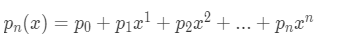 pₙ(x) = p₀ + p₁x¹ + p₂x² + ... + pₙxⁿ